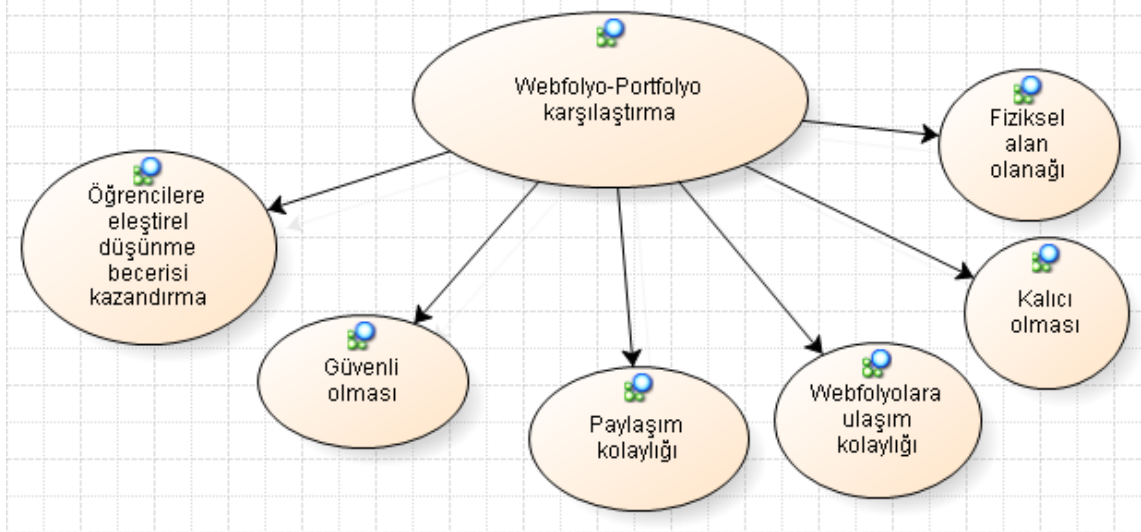 Webfolyo-Portfolyo
karşılaştırma
Fiziksel
alan
olanağı
Öğrencilere
eleştirel
düşünme
becerisi
kazandırma
Kalıcı
olması
Güvenli
olması
Paylaşım
kolaylığı
Webfolyolara
ulaşım
kolaylığı